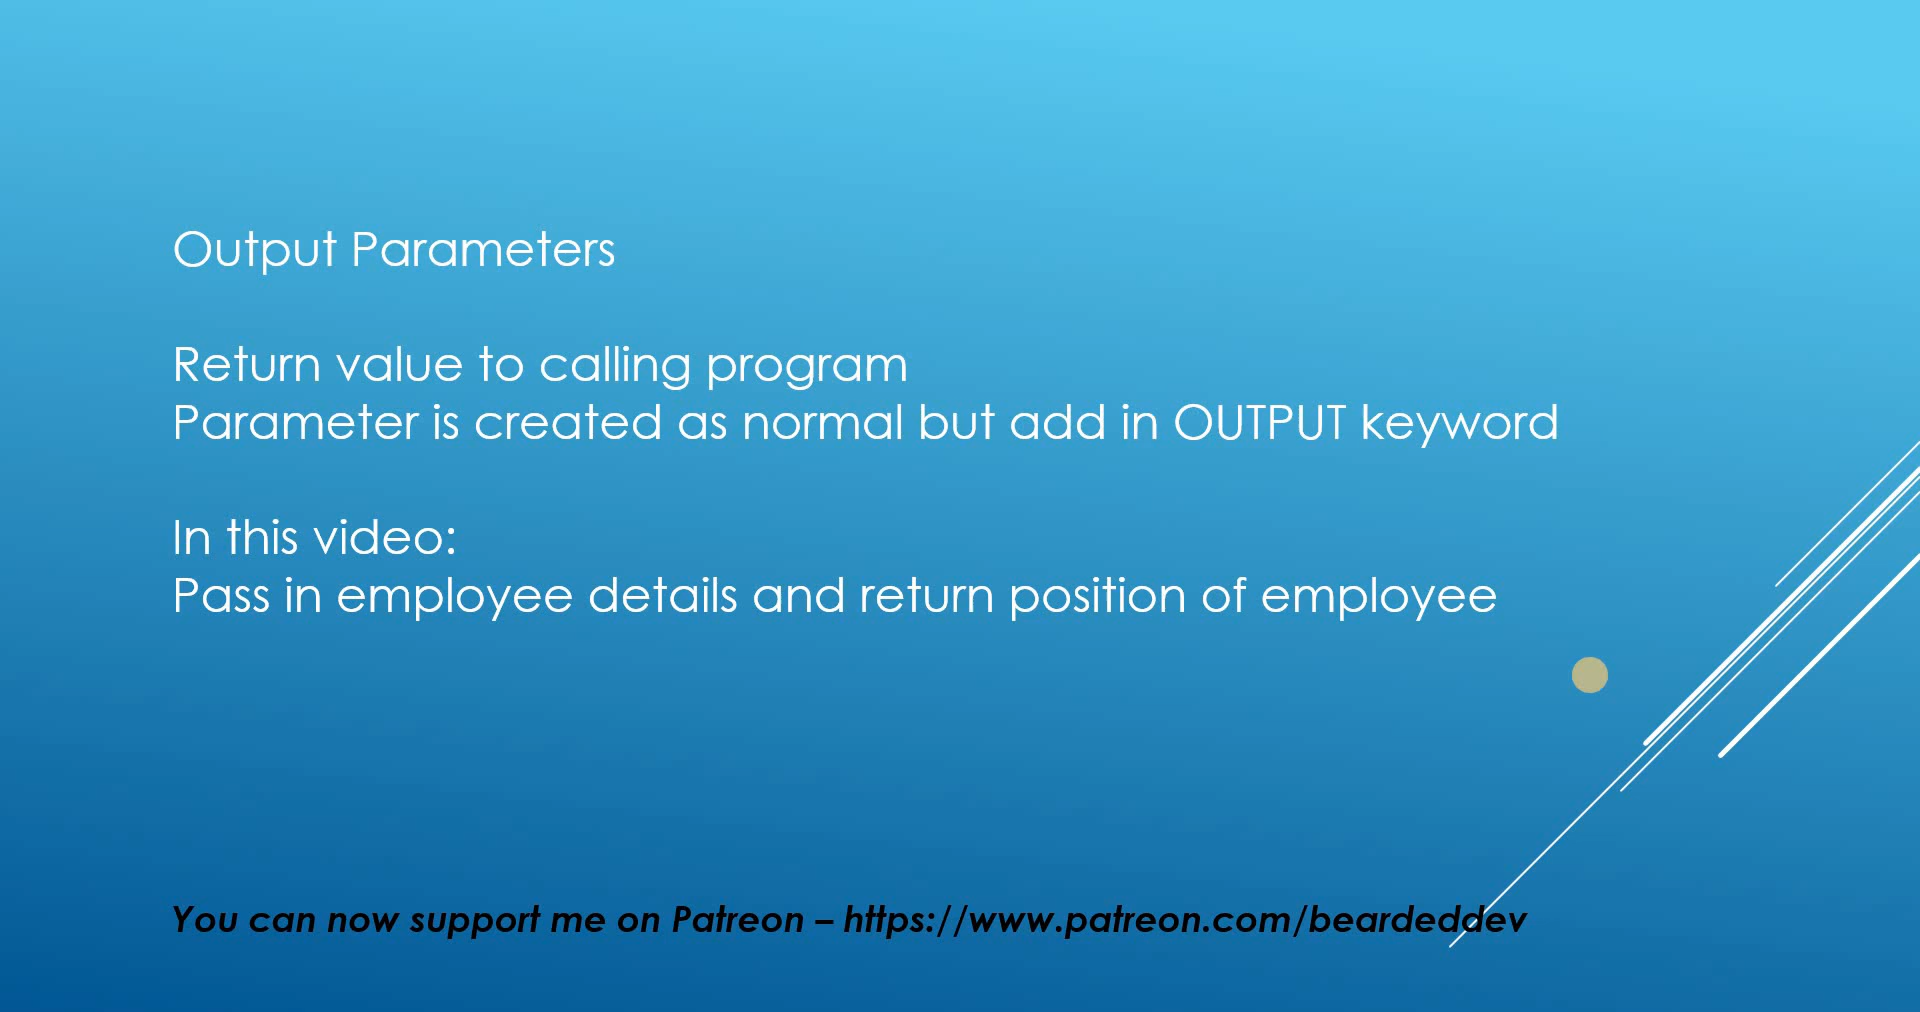 Output Parameters
Return value to calling program
Parameter is created as normal but add in OUTPUT keyword
In this video:
Pass in employee details and return position of employee
You can now support me on Patreon – https://www.patreon.com/beardeddev